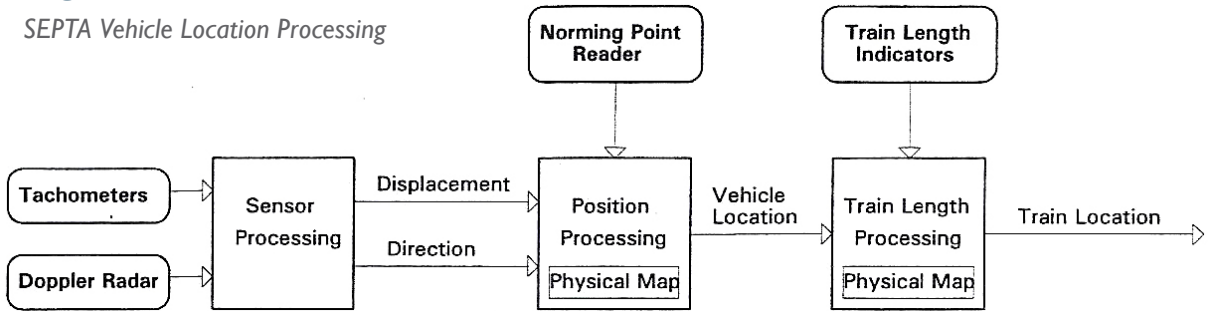 SEPTA Vehicle Location Processing
Norming Point
Reader
Train Length
Indicators
Tachometers
Doppler Radar
Sensor
Processing
Displacement
Direction
Position
Processing
Physical Map
Vehicle
Location
Train Length
Processing
Physical Map
Train Location